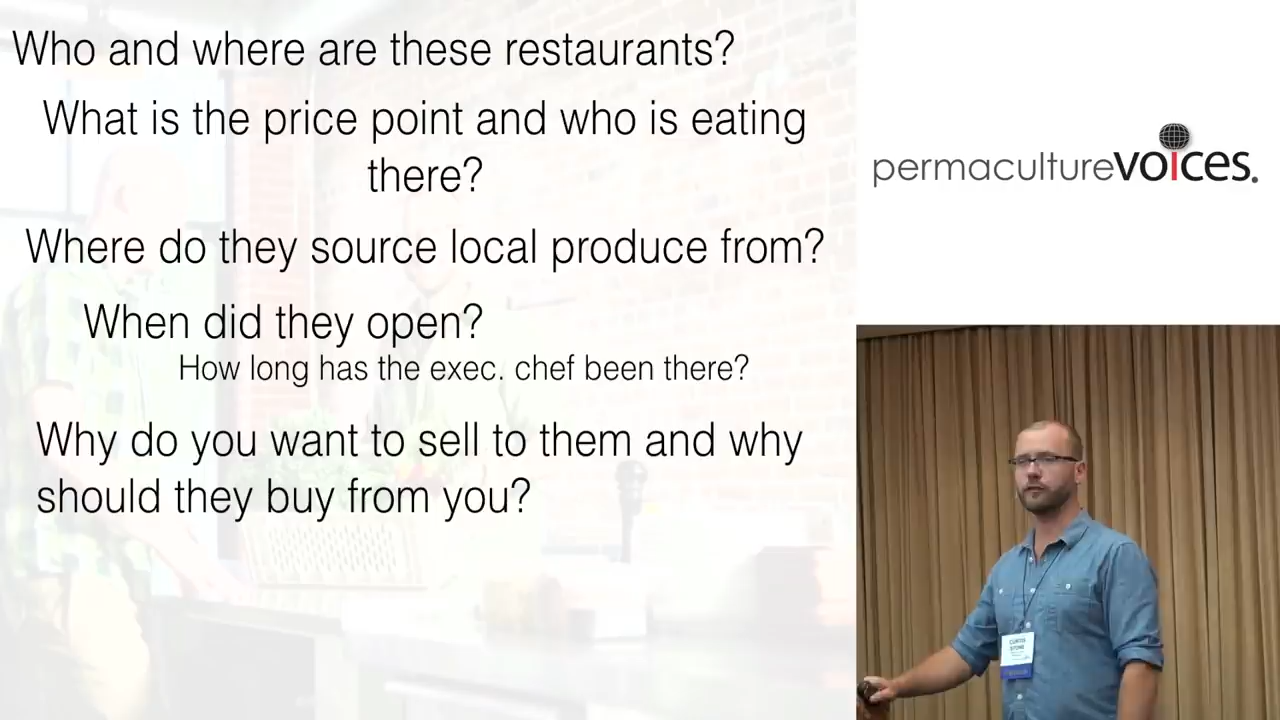 Who and where are these restaurants?
What is the price point and who is eating
there?
Where do they source local produce from?
When did they open?
How long has the exec. chef been there?
Why do you want to sell to them and why
should they buy from you?
permaculturevoices.
CURTIS
STONE